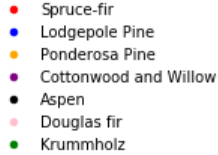 Spruce-fir
Lodgepole Pine
Ponderosa Pine
Cottonwood and Willow
Aspen
Douglas fir
Krummholz